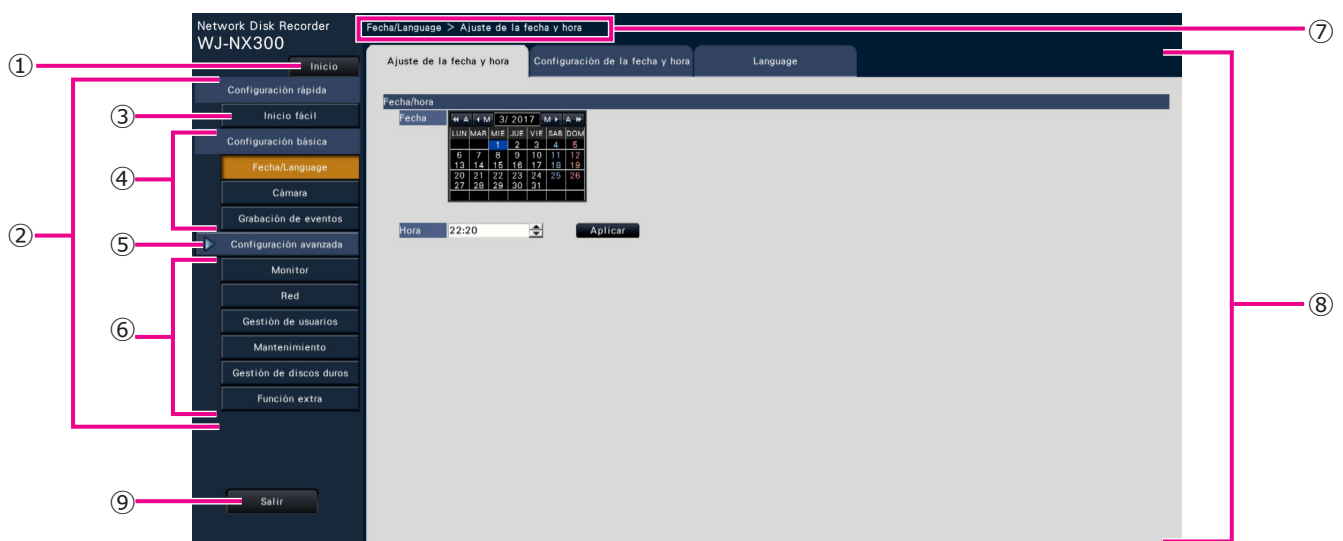 Network Disk Recorder
WJ-NX300
Fecha/Language > Ajuste de la fecha y hora
⑦
①
Inicio
Ajuste de la fecha y hora
Configuración de la fecha y hora
Language
②
Configuración rápida
③
Inicio fácil
④
Configuración básica
Fecha/Language
Cámara
Grabación de eventos
⑤
Configuración avanzada
⑥
Monitor
Red
Gestión de usuarios
Mantenimiento
Gestión de discos duros
Función extra
⑨
Salir
Fecha/hora
Fecha
A M 3/ 2017 M A
LUN MAR MIE JUE VIE SAB DOM
1 2 3 4 5
6 7 8 9 10 11 12
13 14 15 16 17 18 19
20 21 22 23 24 25 26
27 28 29 30 31
Hora 22:20 Aplicar
⑧